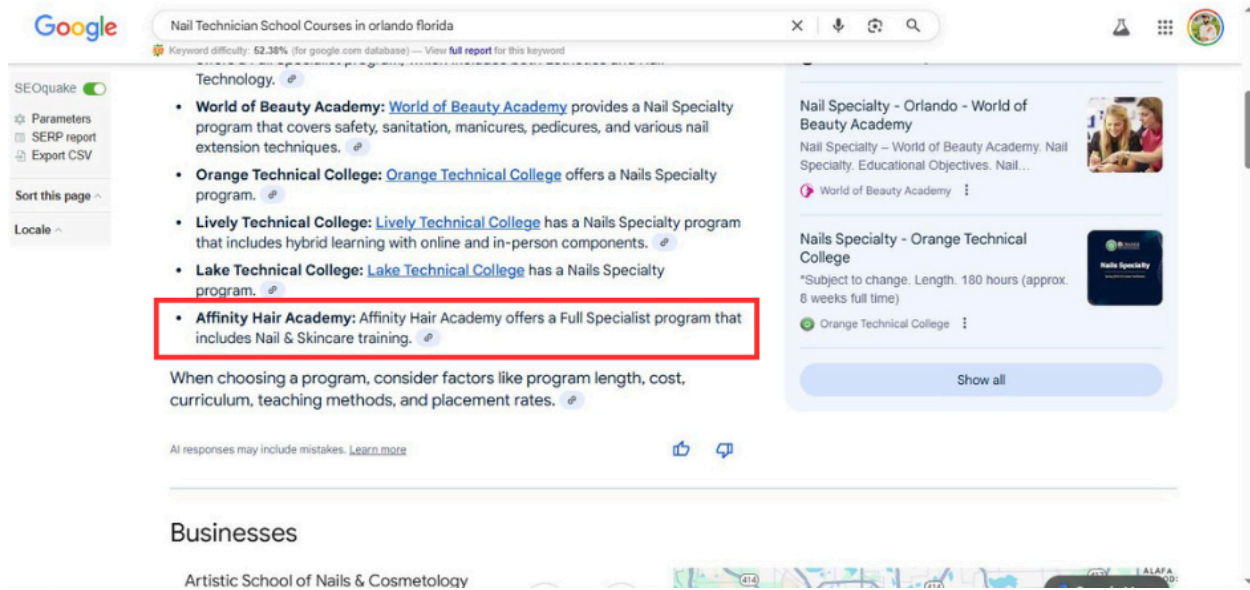 Google
Nail Technician School Courses in orlando florida
Keyword difficulty: 52.38% (for google.com database) — View full report for this keyword
SEOquake
Parameters
SERP report
Export CSV
Sort this page
Locale
Technology.
• World of Beauty Academy: World of Beauty Academy provides a Nail Specialty
program that covers safety, sanitation, manicures, pedicures, and various nail
extension techniques.
• Orange Technical College: Orange Technical College offers a Nails Specialty
program.
• Lively Technical College: Lively Technical College has a Nails Specialty program
that includes hybrid learning with online and in-person components.
• Lake Technical College: Lake Technical College has a Nails Specialty
program.
• Affinity Hair Academy: Affinity Hair Academy offers a Full Specialist program that
includes Nail & Skincare training.
When choosing a program, consider factors like program length, cost,
curriculum, teaching methods, and placement rates.
AI responses may include mistakes. Learn more
Nail Specialty - Orlando - World of
Beauty Academy
Nail Specialty – World of Beauty Academy. Nail
Specialty. Educational Objectives. Nail...
World of Beauty Academy
Nails Specialty - Orange Technical
College
*Subject to change. Length. 180 hours (approx.
8 weeks full time)
Nails Specialty
Orange Technical College
Show all
Businesses
Artistic School of Nails & Cosmetology
414
ALAFA